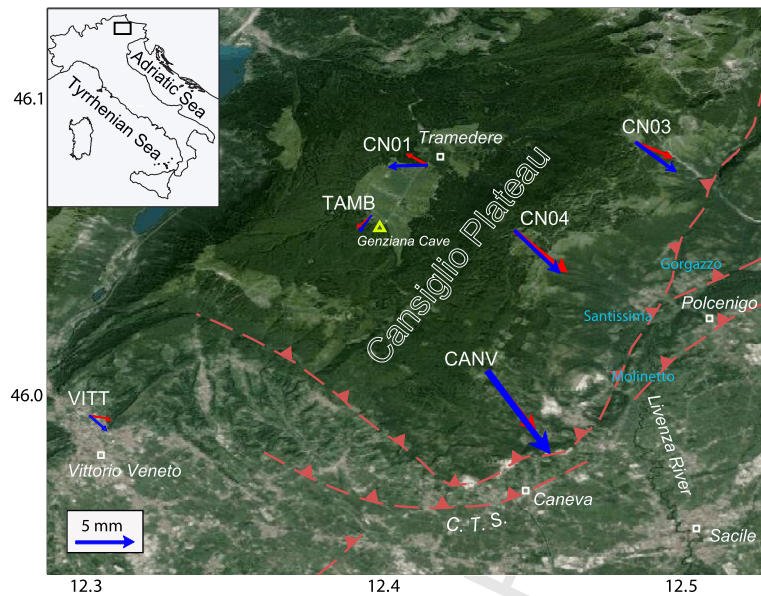 Adriatic Sea
Tyrrhenian Sea
46.1
CN01
Tramedere
CN03
TAMB
Genziana Cave
CN04
Cansiglio Plateau
Gorgazzo
Polcenigo
Santissima
CANV
46.0
VITT
Molinetto
Livenza River
Vittorio Veneto
Caneva
C. T. S.
5 mm
Sacile
12.3
12.4
12.5